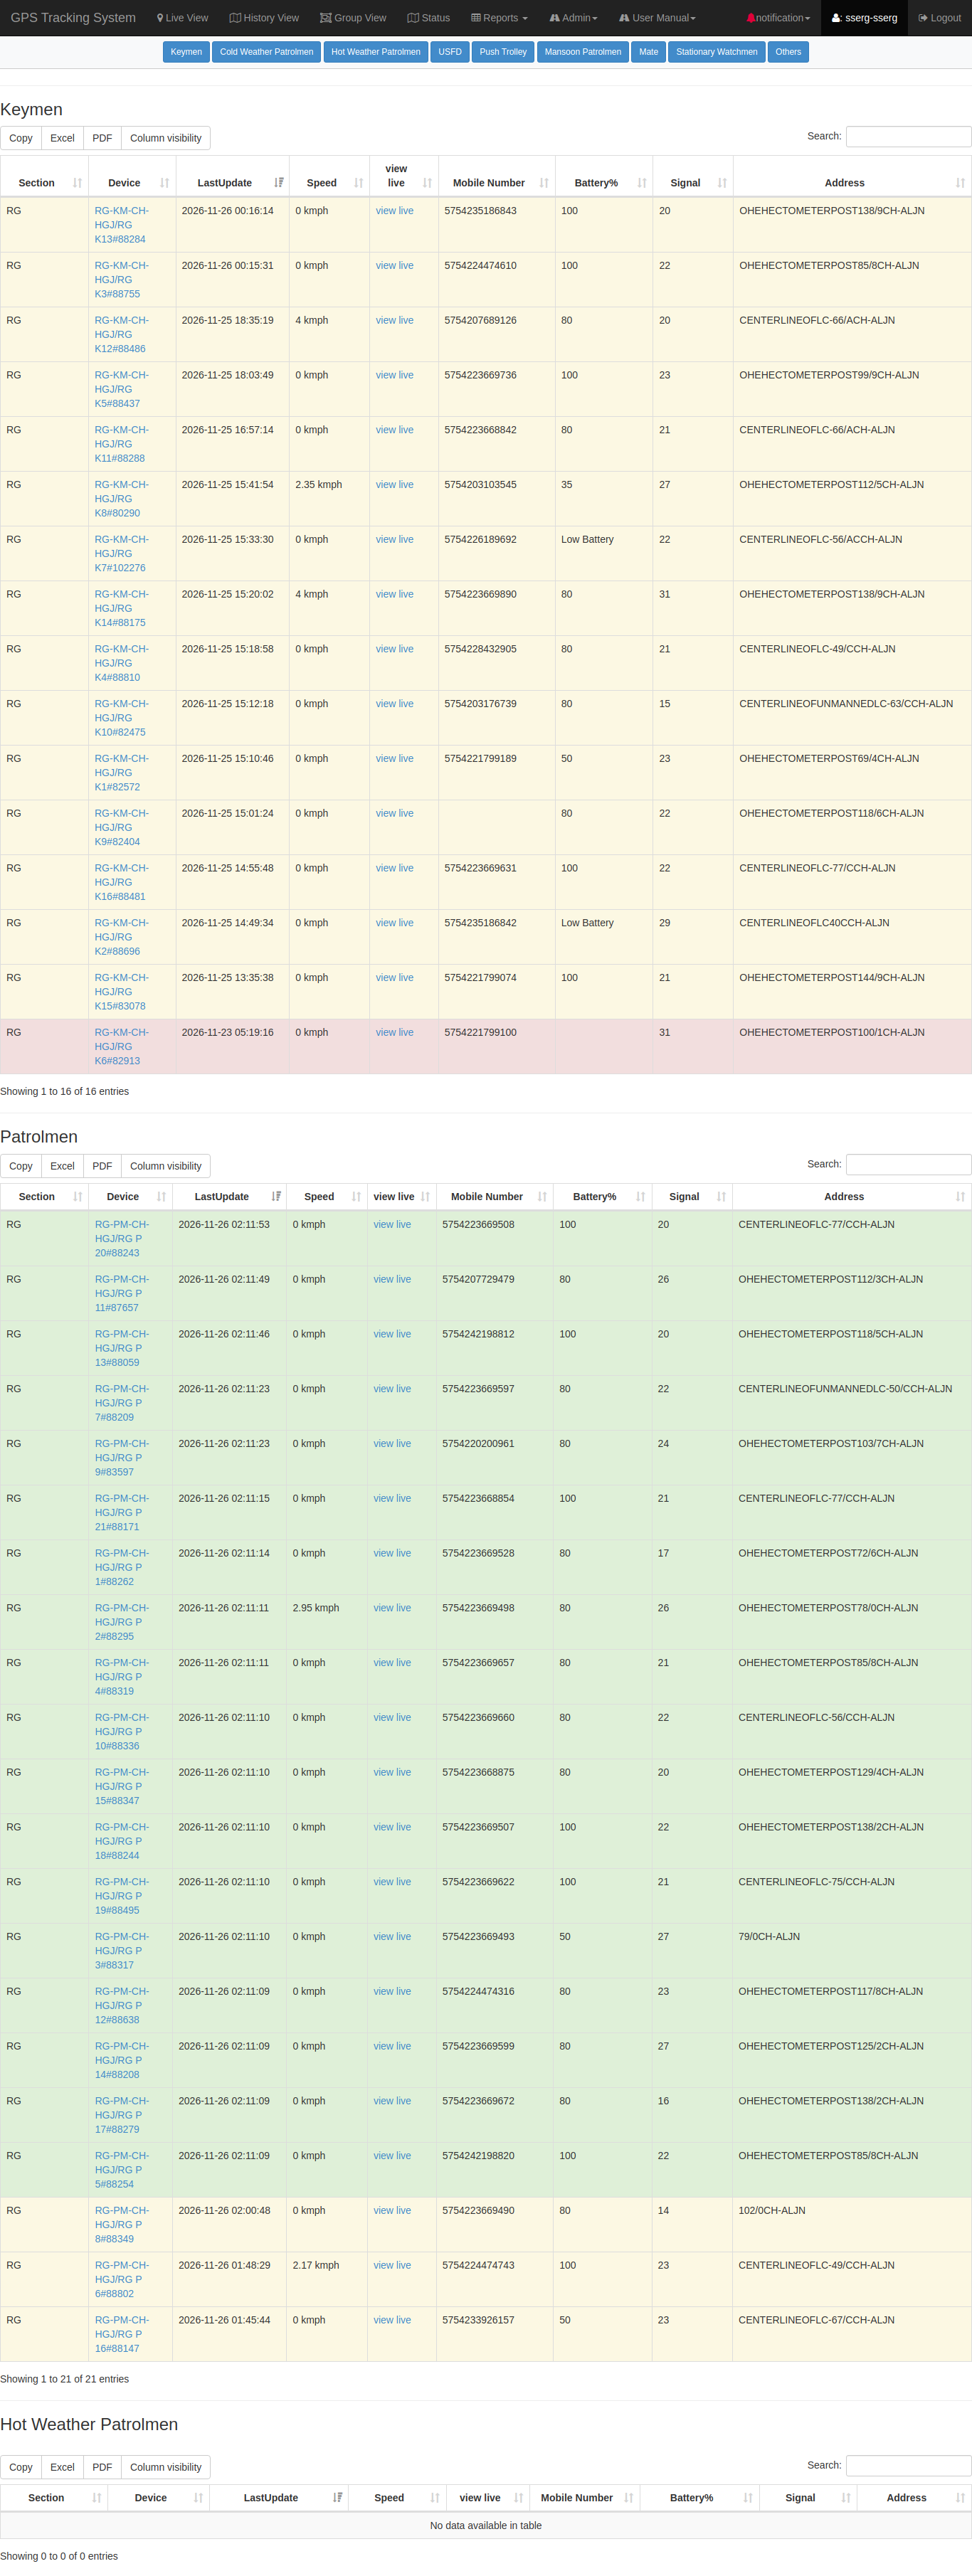 GPS Tracking System Live View History View Group View Status Reports Admin User Manual notification : sserg-sserg Logout
Keymen Cold Weather Patrolmen Hot Weather Patrolmen USFD Push Trolley Mansoon Patrolmen Mate Stationary Watchmen Others
Keymen
Copy Excel PDF Column visibility Search:
view
Section Device LastUpdate Speed live Mobile Number Battery% Signal Address
RG RG-KM-CH- 2026-11-26 00:16:14 0 kmph view live 5754235186843 100 20 OHEHECTOMETERPOST138/9CH-ALJN
HGJ/RG
K13#88284
RG RG-KM-CH- 2026-11-26 00:15:31 0 kmph view live 5754224474610 100 22 OHEHECTOMETERPOST85/8CH-ALJN
HGJ/RG
K3#88755
RG RG-KM-CH- 2026-11-25 18:35:19 4 kmph view live 5754207689126 80 20 CENTERLINEOFLC-66/ACH-ALJN
HGJ/RG
K12#88486
RG RG-KM-CH- 2026-11-25 18:03:49 0 kmph view live 5754223669736 100 23 OHEHECTOMETERPOST99/9CH-ALJN
HGJ/RG
K5#88437
RG RG-KM-CH- 2026-11-25 16:57:14 0 kmph view live 5754223668842 80 21 CENTERLINEOFLC-66/ACH-ALJN
HGJ/RG
K11#88288
RG RG-KM-CH- 2026-11-25 15:41:54 2.35 kmph view live 5754203103545 35 27 OHEHECTOMETERPOST112/5CH-ALJN
HGJ/RG
K8#80290
RG RG-KM-CH- 2026-11-25 15:33:30 0 kmph view live 5754226189692 Low Battery 22 CENTERLINEOFLC-56/ACCH-ALJN
HGJ/RG
K7#102276
RG RG-KM-CH- 2026-11-25 15:20:02 4 kmph view live 5754223669890 80 31 OHEHECTOMETERPOST138/9CH-ALJN
HGJ/RG
K14#88175
RG RG-KM-CH- 2026-11-25 15:18:58 0 kmph view live 5754228432905 80 21 CENTERLINEOFLC-49/CCH-ALJN
HGJ/RG
K4#88810
RG RG-KM-CH- 2026-11-25 15:12:18 0 kmph view live 5754203176739 80 15 CENTERLINEOFUNMANNEDLC-63/CCH-ALJN
HGJ/RG
K10#82475
RG RG-KM-CH- 2026-11-25 15:10:46 0 kmph view live 5754221799189 50 23 OHEHECTOMETERPOST69/4CH-ALJN
HGJ/RG
K1#82572
RG RG-KM-CH- 2026-11-25 15:01:24 0 kmph view live 80 22 OHEHECTOMETERPOST118/6CH-ALJN
HGJ/RG
K9#82404
RG RG-KM-CH- 2026-11-25 14:55:48 0 kmph view live 5754223669631 100 22 CENTERLINEOFLC-77/CCH-ALJN
HGJ/RG
K16#88481
RG RG-KM-CH- 2026-11-25 14:49:34 0 kmph view live 5754235186842 Low Battery 29 CENTERLINEOFLC40CCH-ALJN
HGJ/RG
K2#88696
RG RG-KM-CH- 2026-11-25 13:35:38 0 kmph view live 5754221799074 100 21 OHEHECTOMETERPOST144/9CH-ALJN
HGJ/RG
K15#83078
RG RG-KM-CH- 2026-11-23 05:19:16 0 kmph view live 5754221799100 31 OHEHECTOMETERPOST100/1CH-ALJN
HGJ/RG
K6#82913
Showing 1 to 16 of 16 entries
Patrolmen
Copy Excel PDF Column visibility Search:
Section Device LastUpdate Speed view live Mobile Number Battery% Signal Address
RG RG-PM-CH- 2026-11-26 02:11:53 0 kmph view live 5754223669508 100 20 CENTERLINEOFLC-77/CCH-ALJN
HGJ/RG P
20#88243
RG RG-PM-CH- 2026-11-26 02:11:49 0 kmph view live 5754207729479 80 26 OHEHECTOMETERPOST112/3CH-ALJN
HGJ/RG P
11#87657
RG RG-PM-CH- 2026-11-26 02:11:46 0 kmph view live 5754242198812 100 20 OHEHECTOMETERPOST118/5CH-ALJN
HGJ/RG P
13#88059
RG RG-PM-CH- 2026-11-26 02:11:23 0 kmph view live 5754223669597 80 22 CENTERLINEOFUNMANNEDLC-50/CCH-ALJN
HGJ/RG P
7#88209
RG RG-PM-CH- 2026-11-26 02:11:23 0 kmph view live 5754220200961 80 24 OHEHECTOMETERPOST103/7CH-ALJN
HGJ/RG P
9#83597
RG RG-PM-CH- 2026-11-26 02:11:15 0 kmph view live 5754223668854 100 21 CENTERLINEOFLC-77/CCH-ALJN
HGJ/RG P
21#88171
RG RG-PM-CH- 2026-11-26 02:11:14 0 kmph view live 5754223669528 80 17 OHEHECTOMETERPOST72/6CH-ALJN
HGJ/RG P
1#88262
RG RG-PM-CH- 2026-11-26 02:11:11 2.95 kmph view live 5754223669498 80 26 OHEHECTOMETERPOST78/0CH-ALJN
HGJ/RG P
2#88295
RG RG-PM-CH- 2026-11-26 02:11:11 0 kmph view live 5754223669657 80 21 OHEHECTOMETERPOST85/8CH-ALJN
HGJ/RG P
4#88319
RG RG-PM-CH- 2026-11-26 02:11:10 0 kmph view live 5754223669660 80 22 CENTERLINEOFLC-56/CCH-ALJN
HGJ/RG P
10#88336
RG RG-PM-CH- 2026-11-26 02:11:10 0 kmph view live 5754223668875 80 20 OHEHECTOMETERPOST129/4CH-ALJN
HGJ/RG P
15#88347
RG RG-PM-CH- 2026-11-26 02:11:10 0 kmph view live 5754223669507 100 22 OHEHECTOMETERPOST138/2CH-ALJN
HGJ/RG P
18#88244
RG RG-PM-CH- 2026-11-26 02:11:10 0 kmph view live 5754223669622 100 21 CENTERLINEOFLC-75/CCH-ALJN
HGJ/RG P
19#88495
RG RG-PM-CH- 2026-11-26 02:11:10 0 kmph view live 5754223669493 50 27 79/0CH-ALJN
HGJ/RG P
3#88317
RG RG-PM-CH- 2026-11-26 02:11:09 0 kmph view live 5754224474316 80 23 OHEHECTOMETERPOST117/8CH-ALJN
HGJ/RG P
12#88638
RG RG-PM-CH- 2026-11-26 02:11:09 0 kmph view live 5754223669599 80 27 OHEHECTOMETERPOST125/2CH-ALJN
HGJ/RG P
14#88208
RG RG-PM-CH- 2026-11-26 02:11:09 0 kmph view live 5754223669672 80 16 OHEHECTOMETERPOST138/2CH-ALJN
HGJ/RG P
17#88279
RG RG-PM-CH- 2026-11-26 02:11:09 0 kmph view live 5754242198820 100 22 OHEHECTOMETERPOST85/8CH-ALJN
HGJ/RG P
5#88254
RG RG-PM-CH- 2026-11-26 02:00:48 0 kmph view live 5754223669490 80 14 102/0CH-ALJN
HGJ/RG P
8#88349
RG RG-PM-CH- 2026-11-26 01:48:29 2.17 kmph view live 5754224474743 100 23 CENTERLINEOFLC-49/CCH-ALJN
HGJ/RG P
6#88802
RG RG-PM-CH- 2026-11-26 01:45:44 0 kmph view live 5754233926157 50 23 CENTERLINEOFLC-67/CCH-ALJN
HGJ/RG P
16#88147
Showing 1 to 21 of 21 entries
Hot Weather Patrolmen
Copy Excel PDF Column visibility Search:
Section Device LastUpdate Speed view live Mobile Number Battery% Signal Address
No data available in table
Showing 0 to 0 of 0 entries